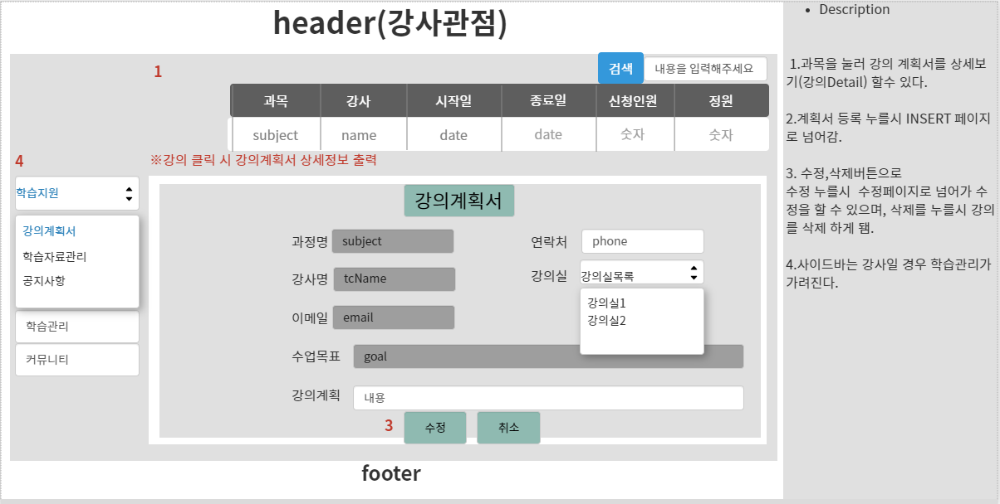 header(강사관점)
1
검색
내용을 입력해주세요
과목 강사 시작일 종료일 신청인원 정원
subject name date date 숫자 숫자
※강의 클릭 시 강의계획서 상세정보 출력
4
학습지원
강의계획서
학습자료관리
공지사항
학습관리
커뮤니티
강의계획서
과정명 subject
연락처 phone
강사명 tcName
강의실 강의실목록
강의실1
강의실2
이메일 email
수업목표 goal
강의계획 내용
3
수정
취소
footer
• Description
1.과목을 눌러 강의 계획서를 상세보
기(강의Detail) 할수 있다.
2.계획서 등록 누를시 INSERT 페이지
로 넘어감.
3. 수정,삭제버튼으로
수정 누를시 수정페이지로 넘어가 수
정을 할 수 있으며, 삭제를 누를시 강의
를 삭제 하게 됌.
4.사이드바는 강사일 경우 학습관리가
가려진다.